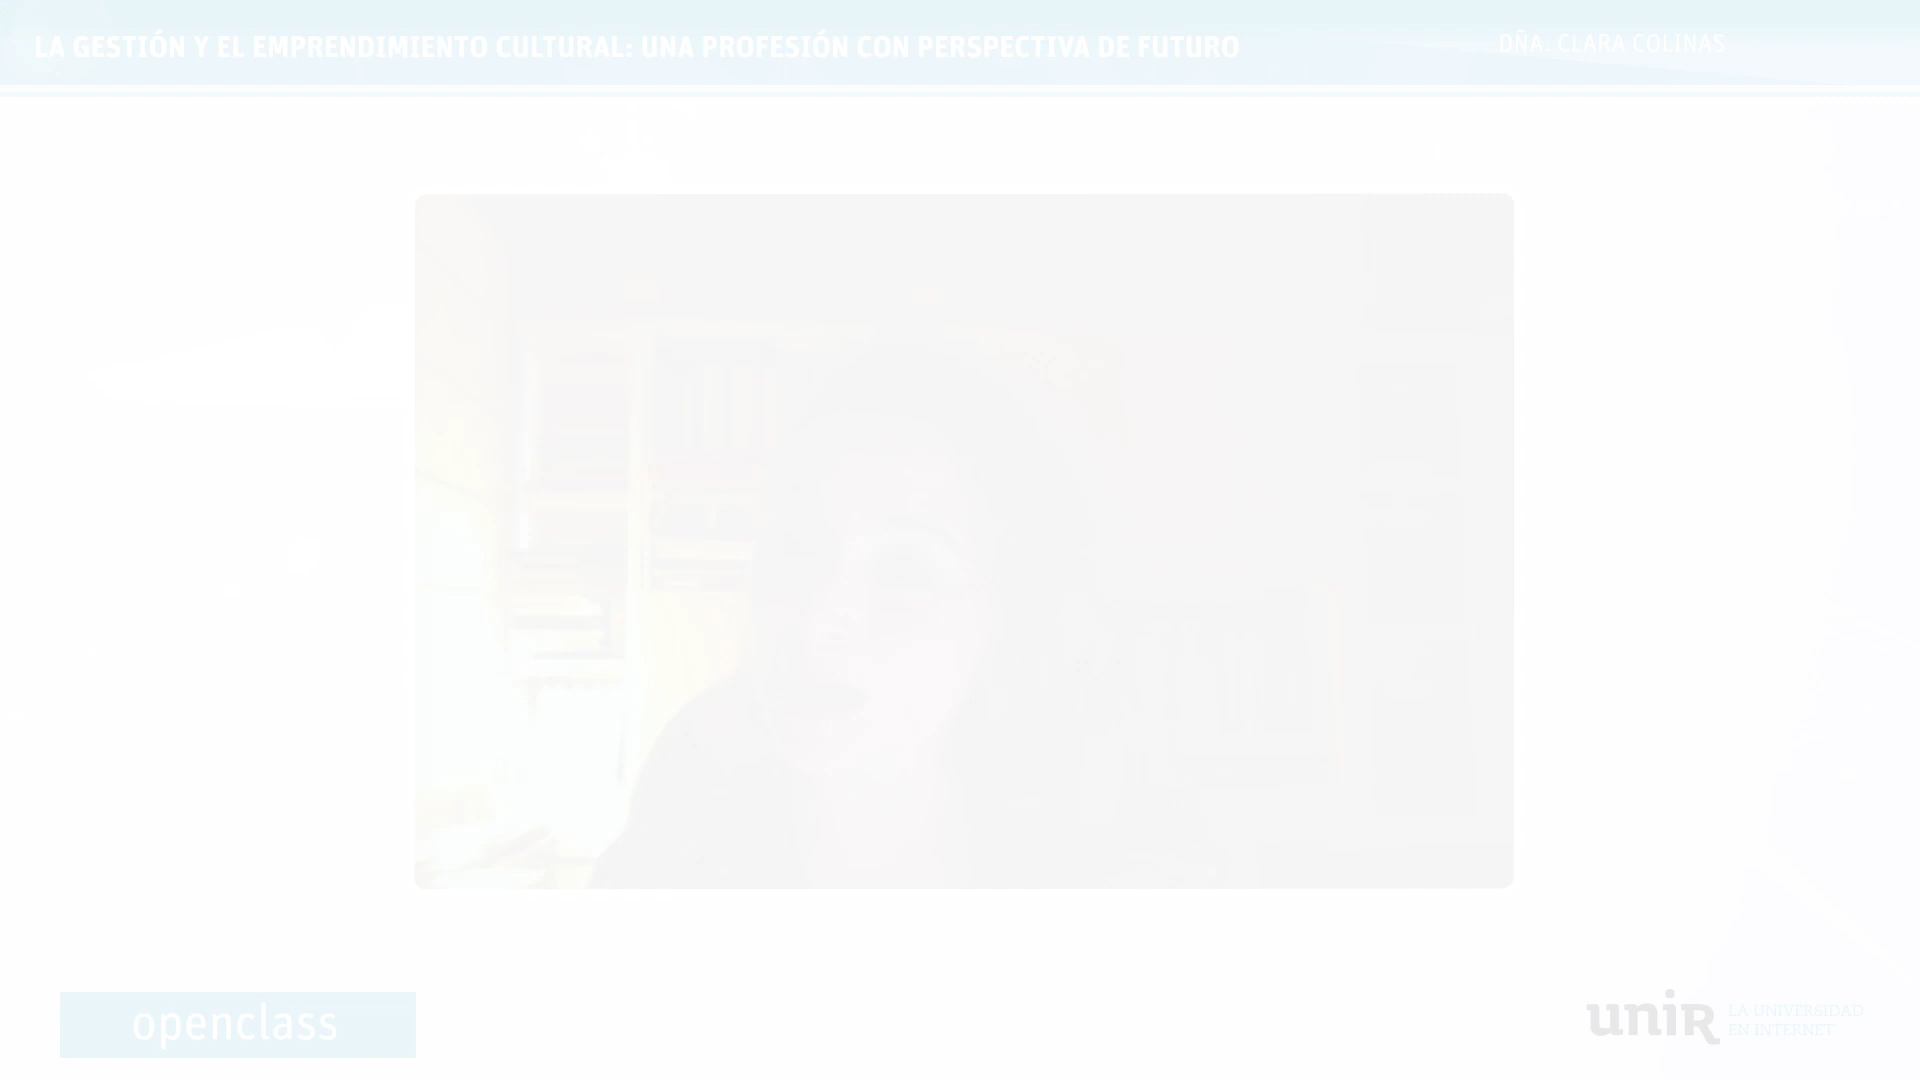 LA GESTIÓN Y EL EMPRENDIMIENTO CULTURAL: UNA PROFESIÓN CON PERSPECTIVA DE FUTURO
DÑA. CLARA COLINAS
openclass
unir
LA UNIVERSIDAD
EN INTERNET